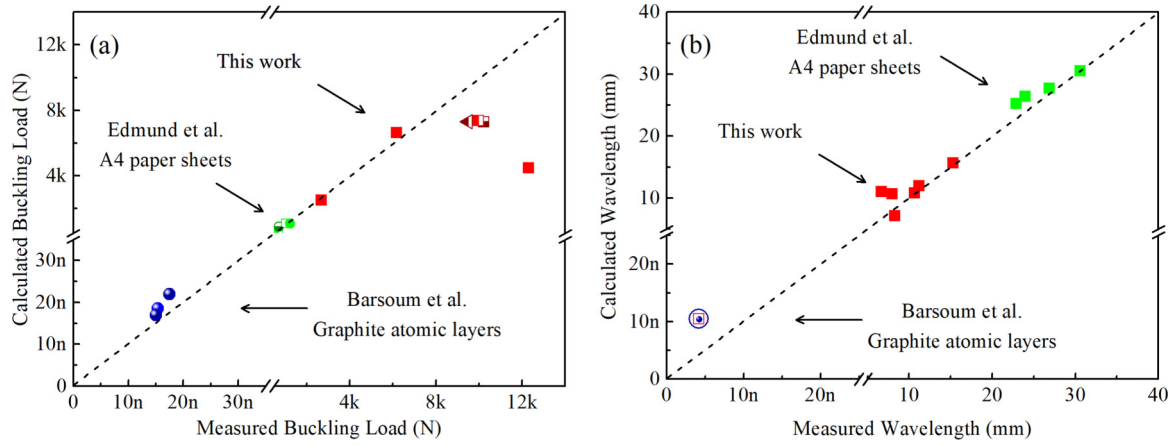 (a)
This work
Edmund et al.
A4 paper sheets
Barsoum et al.
Graphite atomic layers
Calculated Buckling Load (N)
12k
8k
4k
30n
20n
10n
0
0
10n
20n
30n
4k
8k
12k
Measured Buckling Load (N)
(b)
Edmund et al.
A4 paper sheets
This work
Barsoum et al.
Graphite atomic layers
Calculated Wavelength (mm)
40
30
20
10
20n
10n
0
0
10n
20n
10
20
30
40
Measured Wavelength (mm)